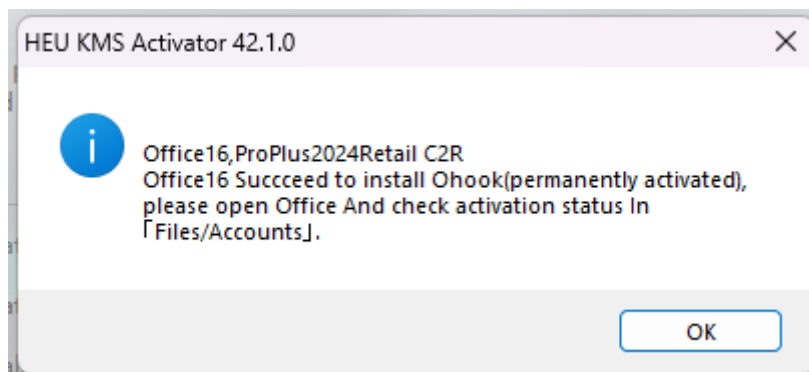 HEU KMS Activator 42.1.0
Office16,ProPlus2024Retail C2R
Office16 Succceed to install Ohook(permanently activated),
please open Office And check activation status In
「Files/Accounts」.
OK